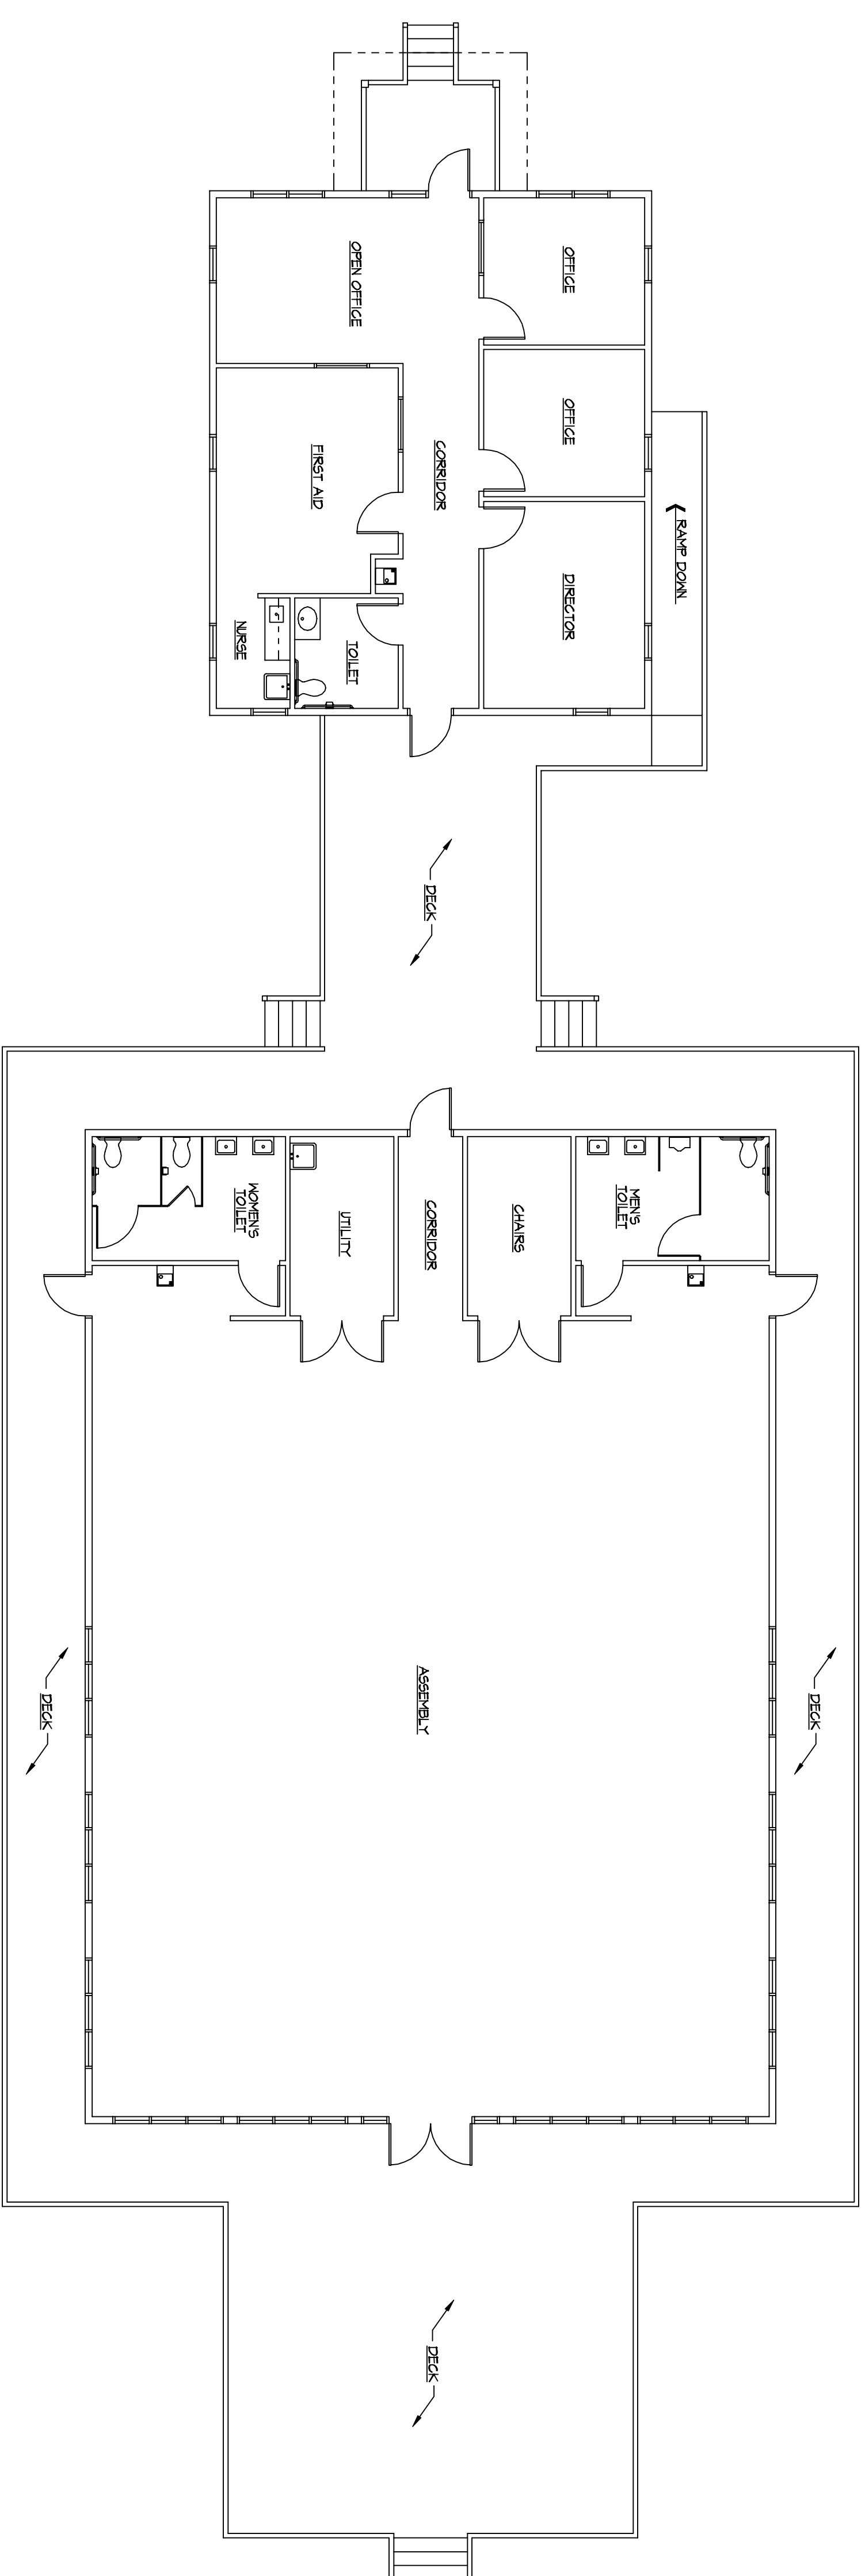 OFFICE
OFFICE
DIRECTOR
RAMP DOWN
OPEN OFFICE
CORRIDOR
FIRST AID
TOILET
NURSE
DECK
MEN'S
TOILET
CHAIRS
CORRIDOR
UTILITY
WOMEN'S
TOILET
DECK
ASSEMBLY
DECK
DECK